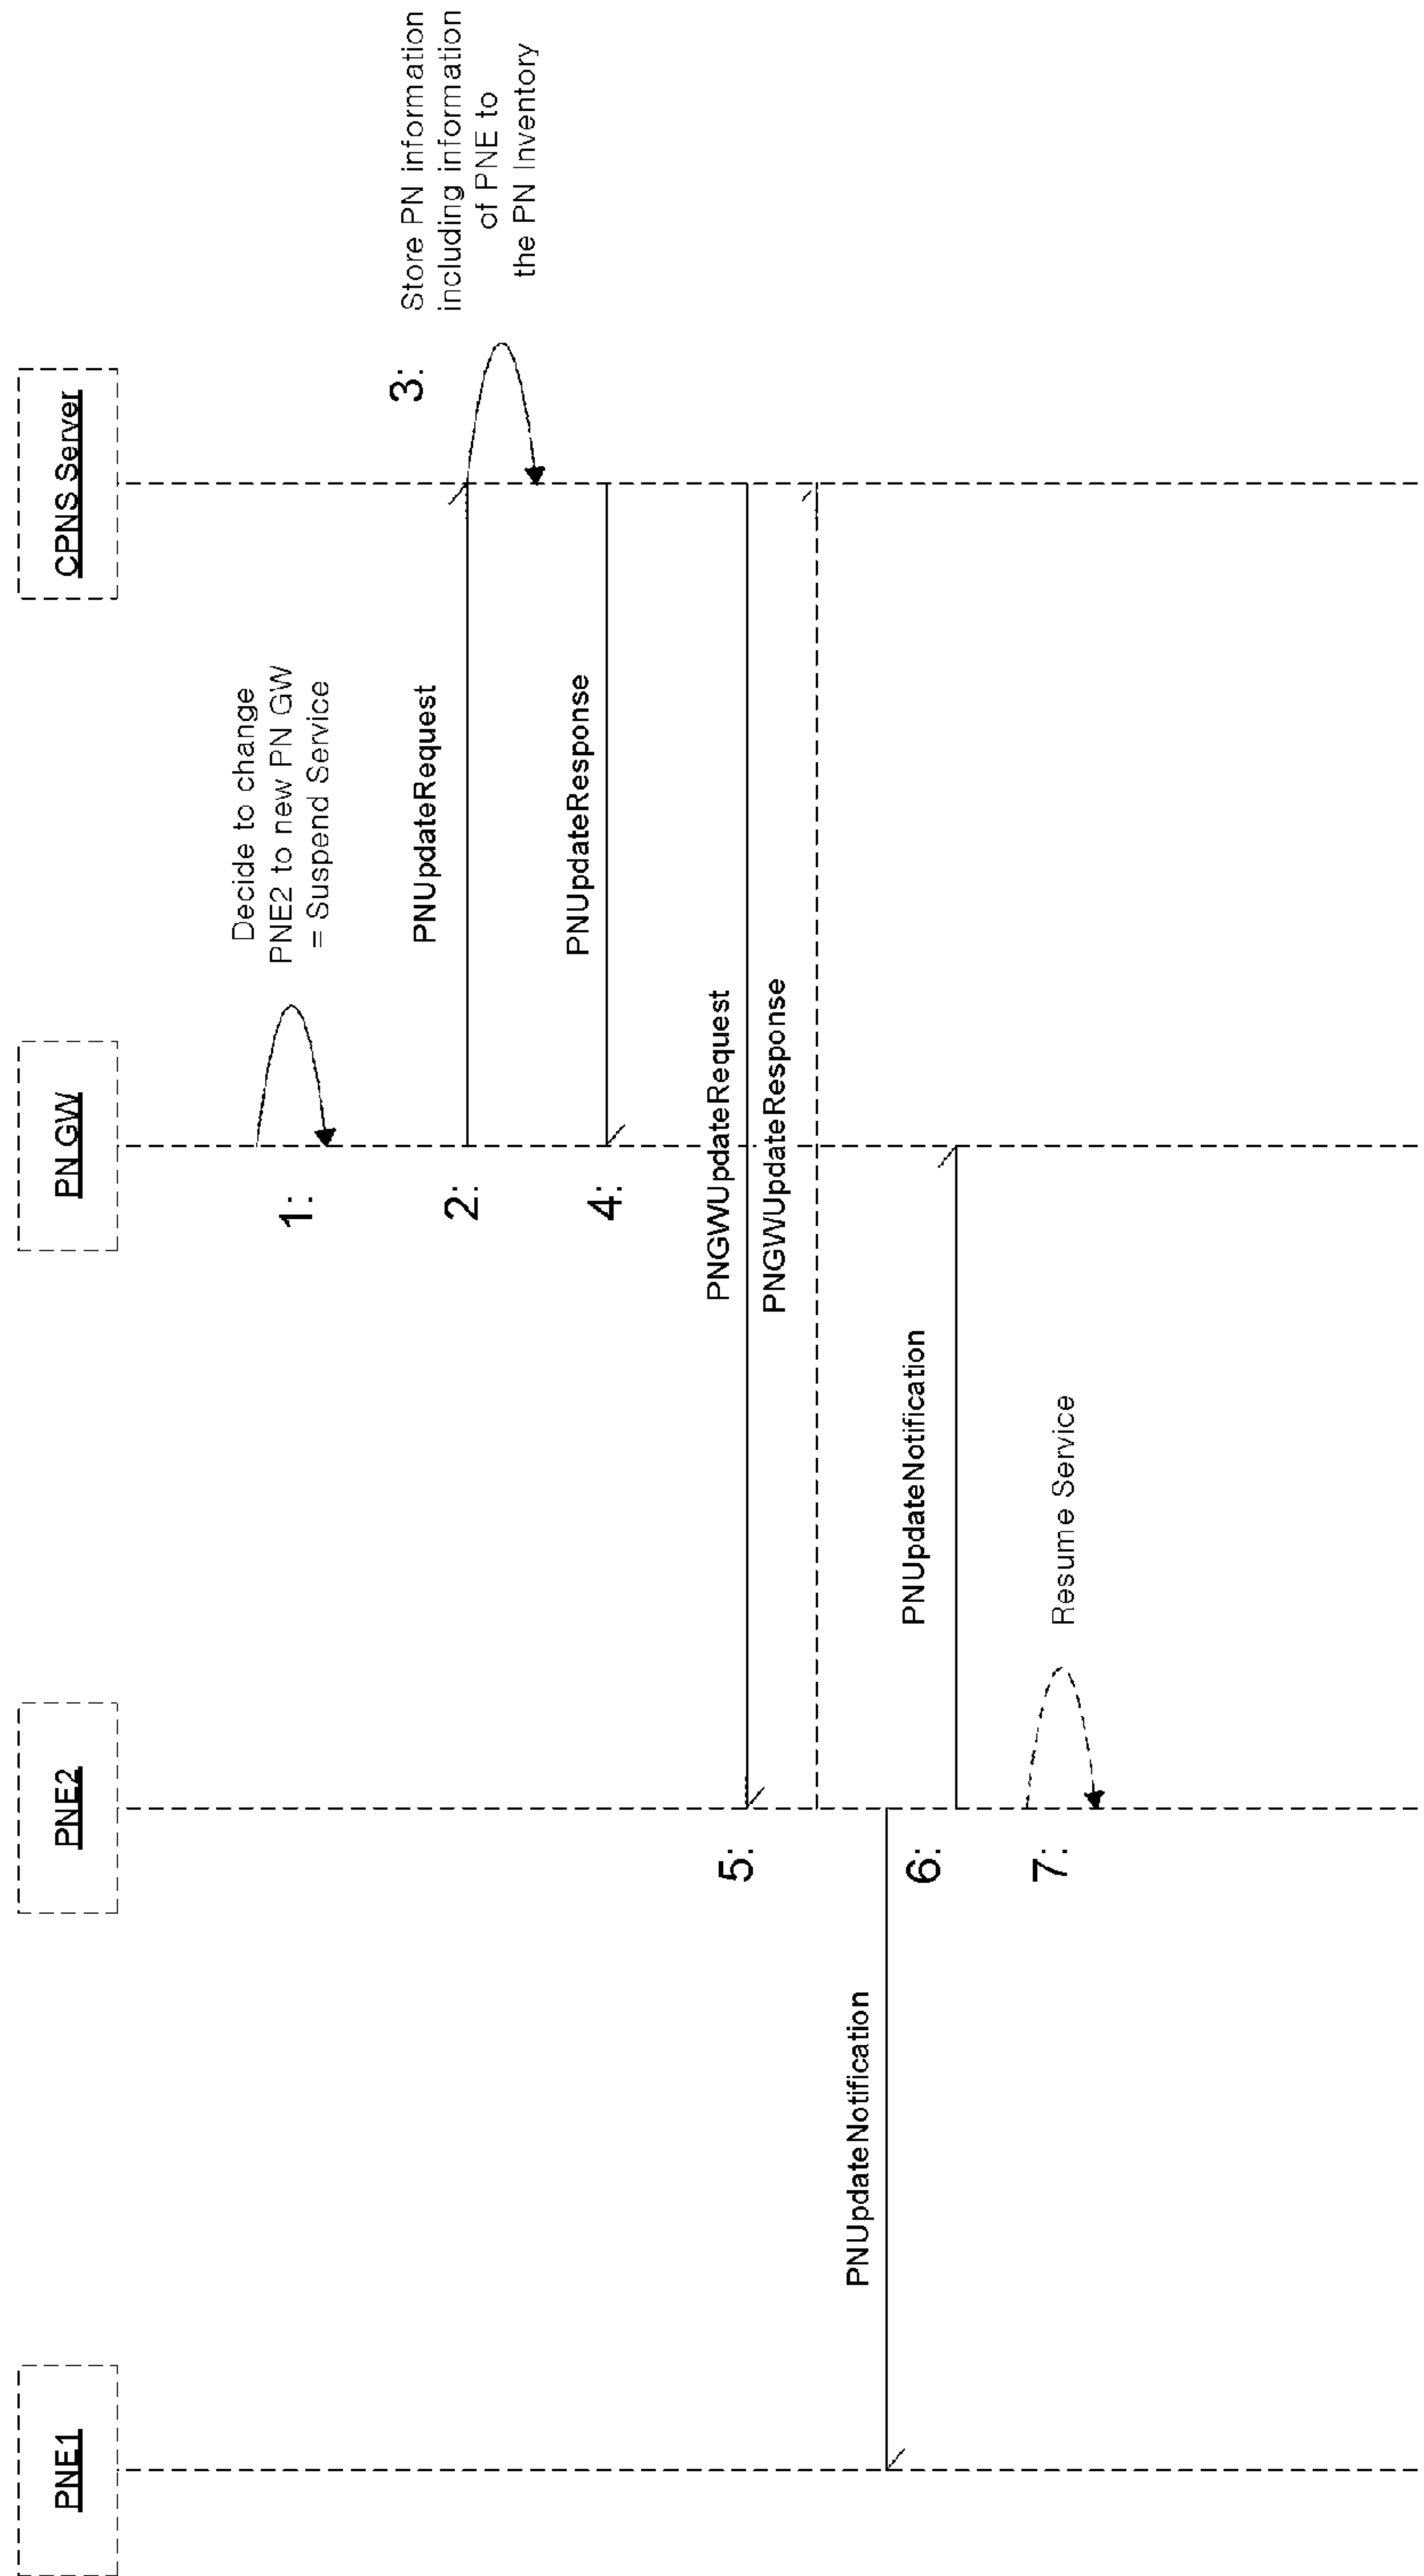 PNE1
PNE2
PN GW
CPNS Server
1:
Decide to change
PNE2 to new PN GW
= Suspend Service
2:
PNUpdateRequest
3:
Store PN information
including information
of PNE to
the PN Inventory
4:
PNUpdateResponse
5:
PNGWUpdateRequest
PNGWUpdateResponse
PNUpdateNotification
6:
PNUpdateNotification
7:
Resume Service